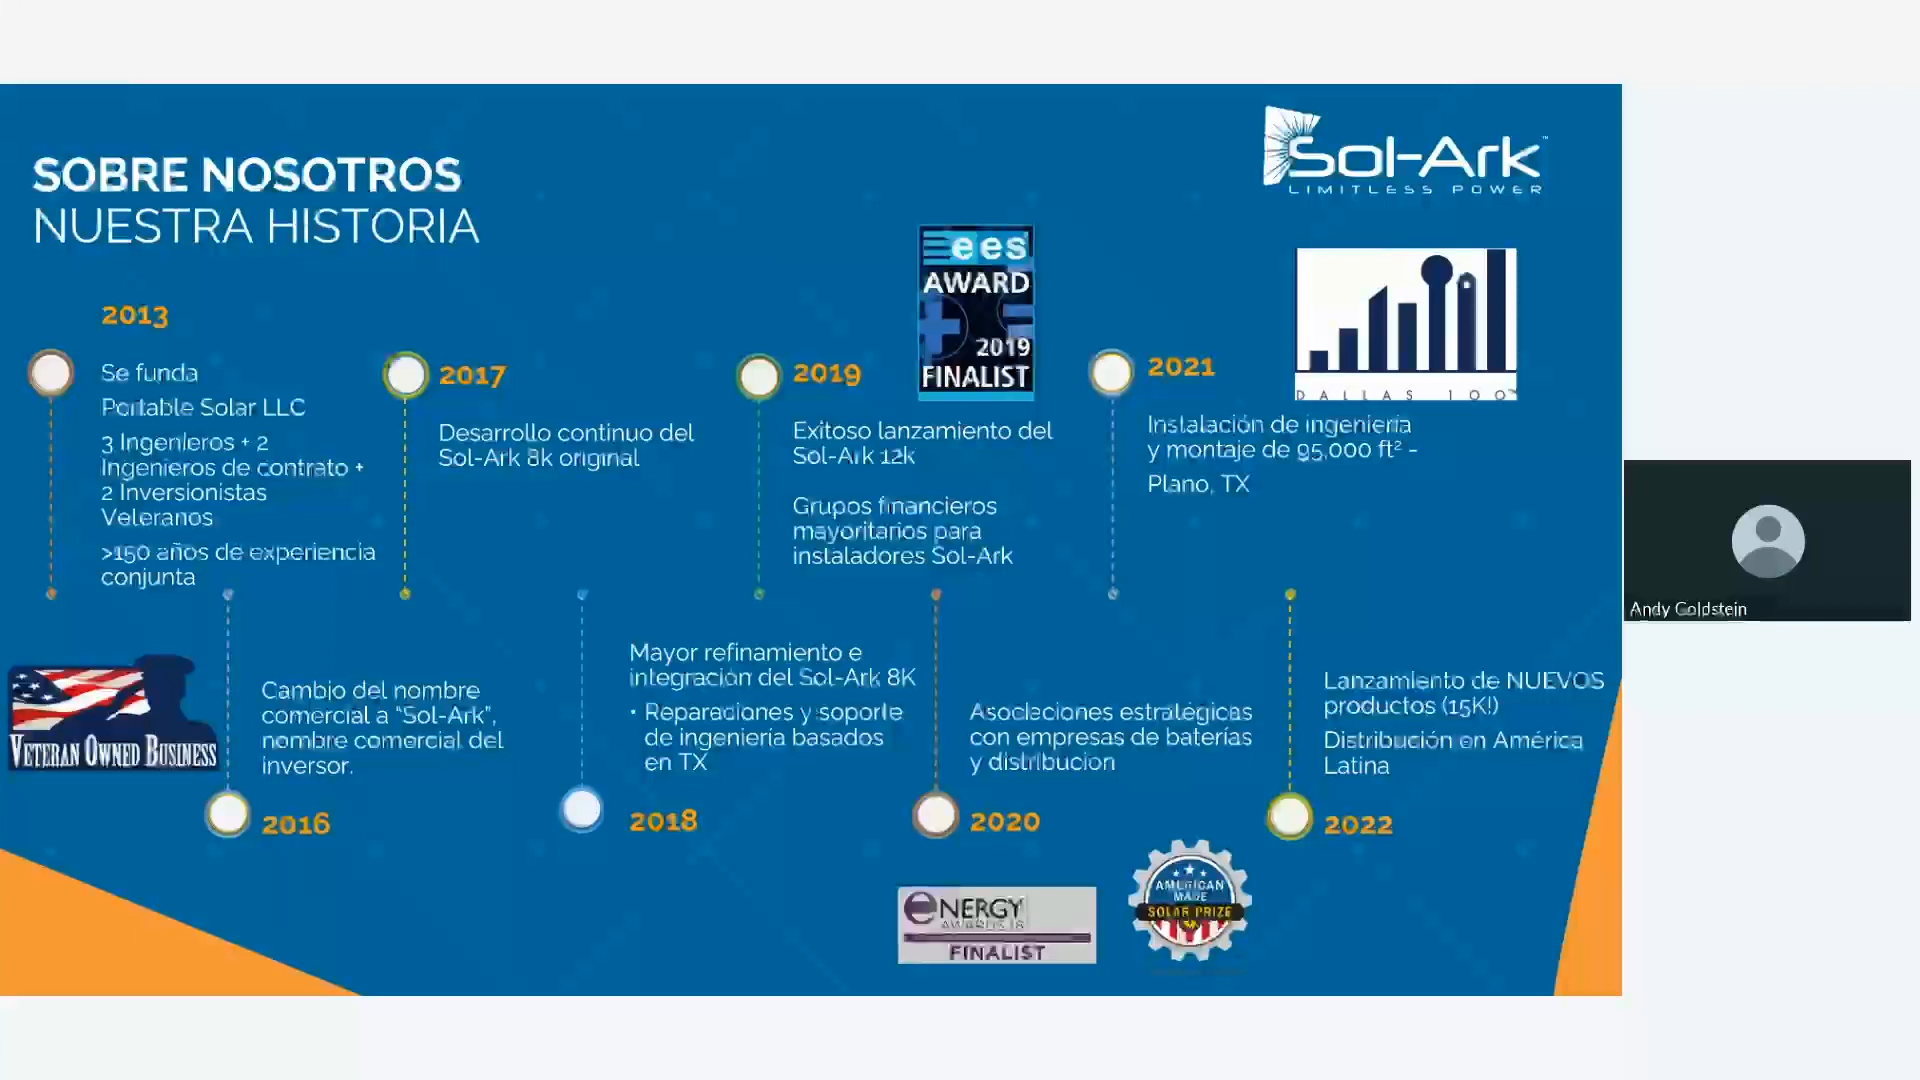 SOBRE NOSOTROS
NUESTRA HISTORIA
Sol-Ark
LIMITLESS POWER
2013
Se funda
Portable Solar LLC
3 Ingenieros + 2
Ingenieros de contrato +
2 Inversionistas
Veteranos
>150 años de experiencia
conjunta
2017
Desarrollo continuo del
Sol-Ark 8k original
ees
AWARD
2019
FINALIST
2019
Exitoso lanzamiento del
Sol-Ark 12k
Grupos financieros
mayoritarios para
instaladores Sol-Ark
DALLAS 100
2021
Instalación de ingenieria
y montaje de 95,000 ft² -
Plano, TX
Andy Goldstein
VETERAN OWNED BUSINESS
Cambio del nombre
comercial a “Sol-Ark”,
nombre comercial del
inversor.
2016
Mayor refinamiento e
integración del Sol-Ark 8K
• Reparaciones y soporte
de ingeniería basados
en TX
2018
Asociaciones estratégicas
con empresas de baterías
y distribucion
2020
Lanzamiento de NUEVOS
productos (15K!)
Distribución en América
Latina
2022
ENERGY
AWARDS
FINALIST
AMERICAN
MADE
SOLAR PRIZE